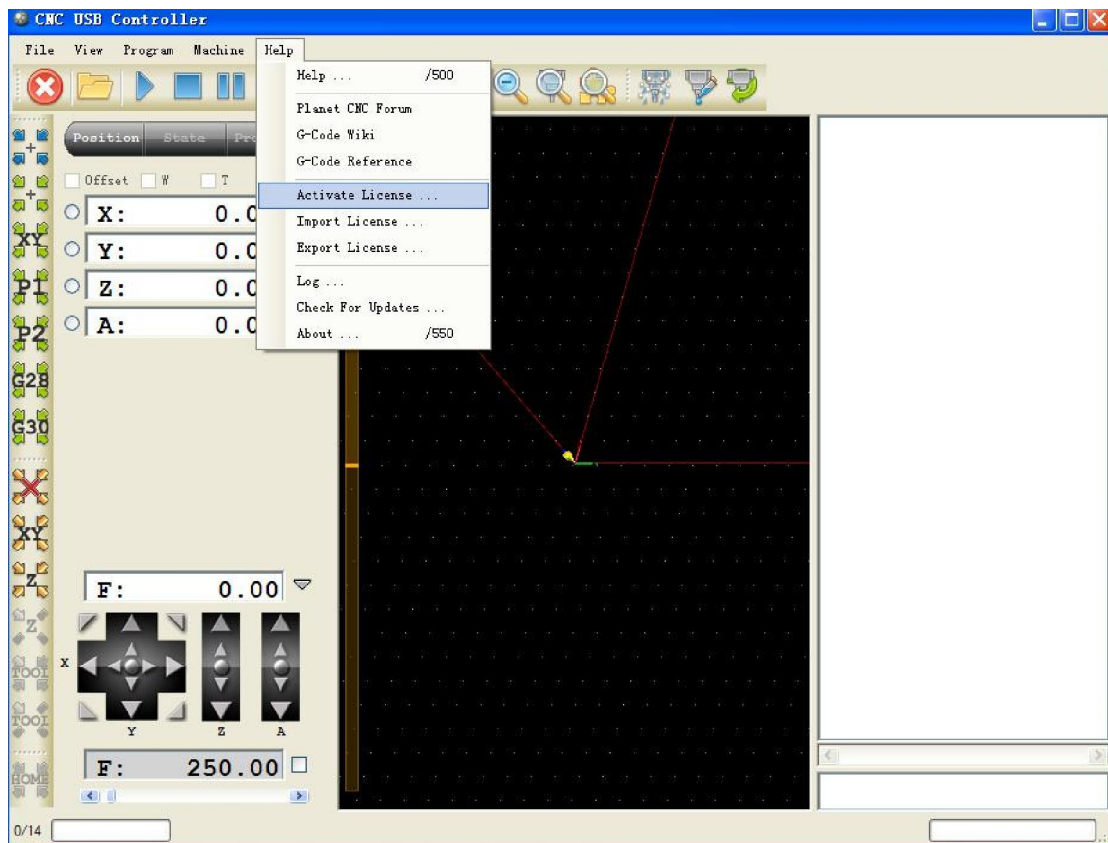 CNC USB Controller
File View Program Machine Help
Help ... /500
Planet CNC Forum
G-Code Wiki
G-Code Reference
Activate License ...
Import License ...
Export License ...
Log ...
Check For Updates ...
About ... /550
Position State
Offset W T
X: 0.0
Y: 0.0
Z: 0.0
A: 0.0
XY
P1
P2
G28
G30
XY
Z
Z
TOOL
TOOL
HOME
F: 0.00
X
Y Z A
F: 250.00
0/14